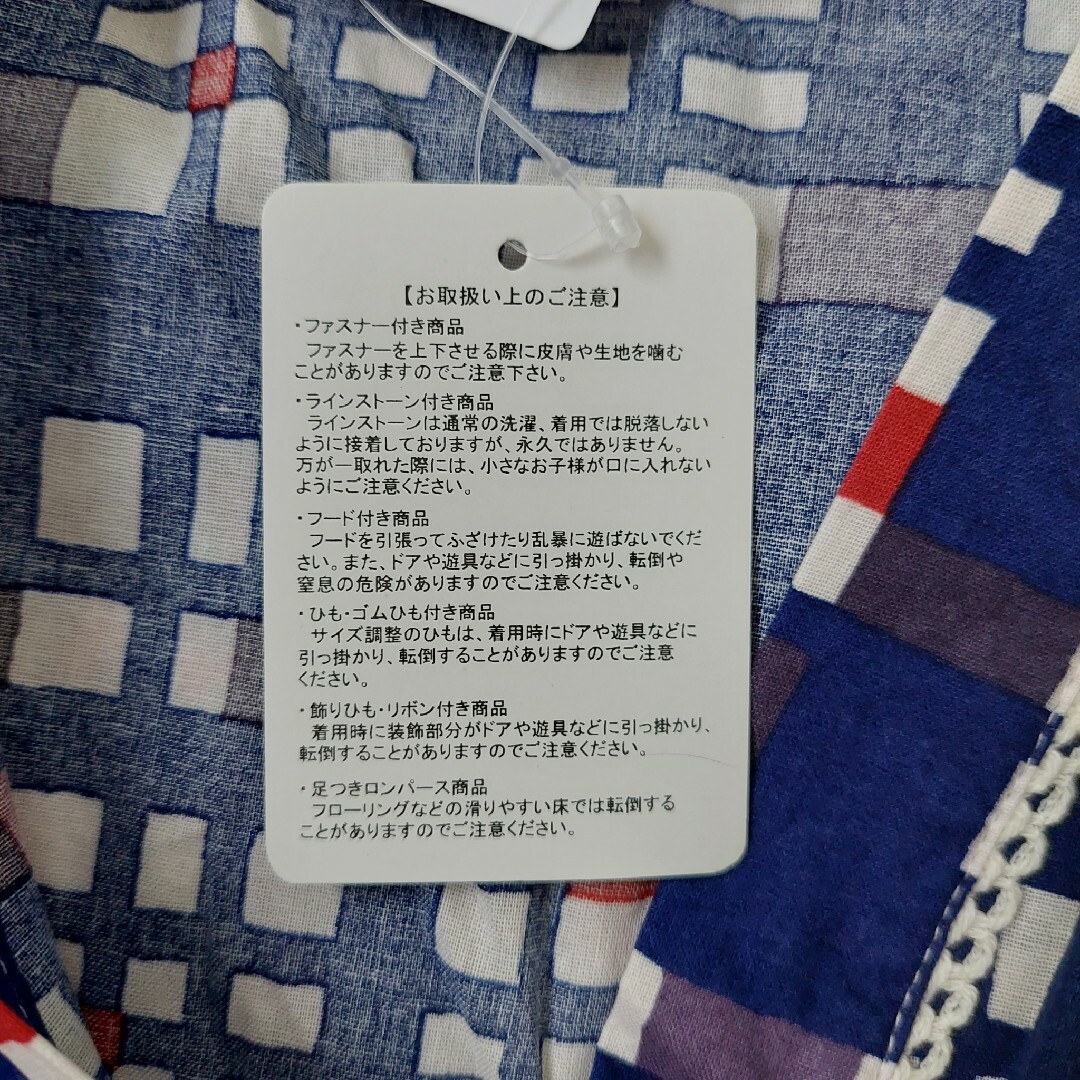 【お取扱い上のご注意】
・ファスナー付き商品
ファスナーを上下させる際に皮膚や生地を噛む
ことがありますのでご注意下さい。
・ラインストーン付き商品
ラインストーンは通常の洗濯、着用では脱落しない
ように接着しておりますが、永久ではありません。
万が一取れた際には、小さなお子様が口に入れない
ようにご注意ください。
・フード付き商品
フードを引張ってふざけたり乱暴に遊ばないでくだ
さい。また、ドアや遊具などに引っ掛かり、転倒や
窒息の危険がありますのでご注意ください。
・ひも・ゴムひも付き商品
サイズ調整のひもは、着用時にドアや遊具などに
引っ掛かり、転倒することがありますのでご注意
ください。
・飾りひも・リボン付き商品
着用時に装飾部分がドアや遊具などに引っ掛かり、
転倒することがありますのでご注意ください。
・足つきロンパース商品
フローリングなどの滑りやすい床では転倒する
ことがありますのでご注意ください。